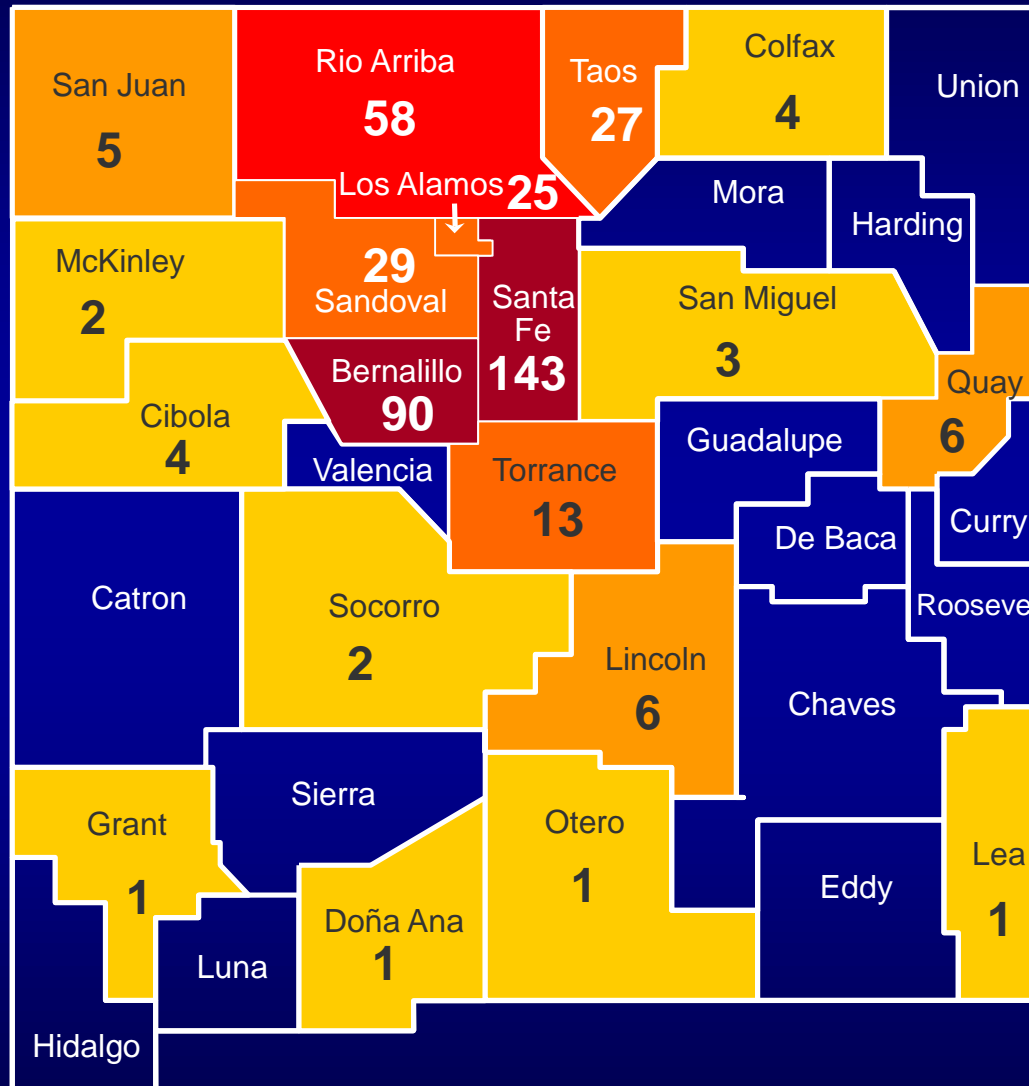 San Juan
5
Rio Arriba
58
Taos
27
Colfax
4
Union
Los Alamos 25
Mora
Harding
McKinley
2
29
Sandoval
Santa
Fe
143
San Miguel
3
Bernalillo
90
Quay
6
Cibola
4
Valencia
Torrance
13
Guadalupe
De Baca
Curry
Catron
Socorro
2
Lincoln
6
Rooseve
Chaves
Sierra
Grant
1
Otero
1
Lea
1
Eddy
Doña Ana
1
Luna
Hidalgo